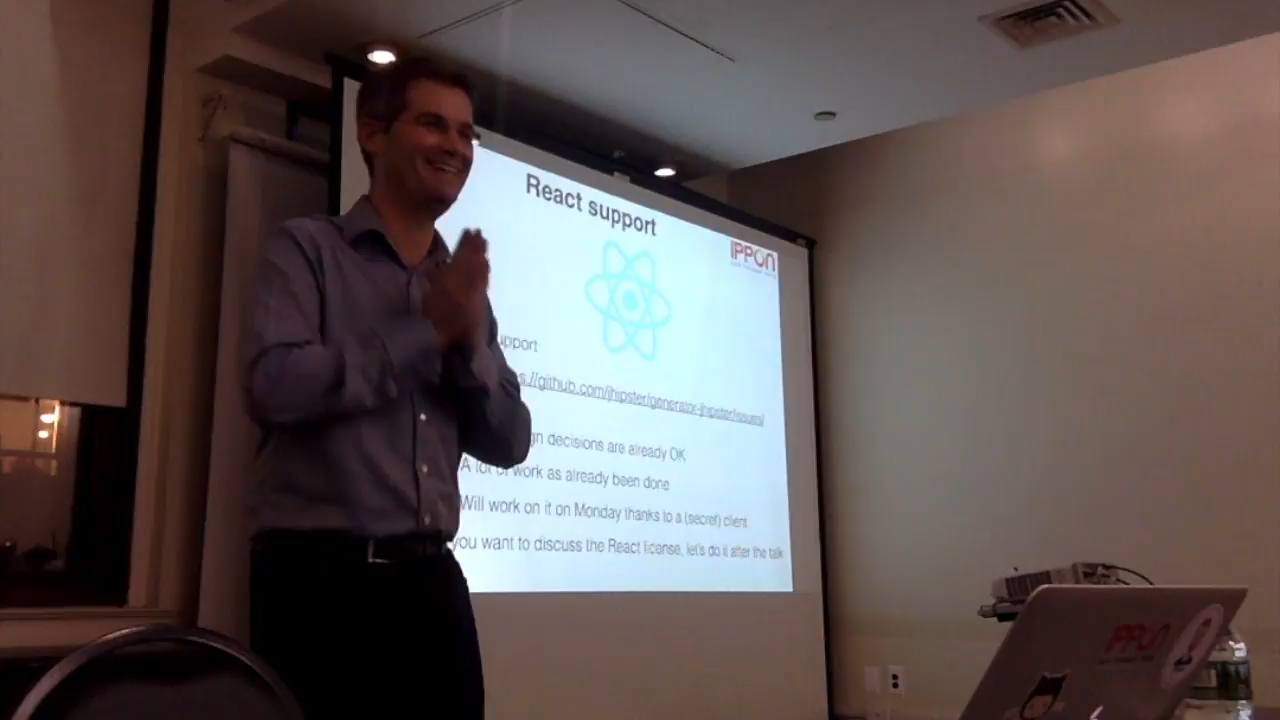 React support
IPPON
upport
s://github.com/jhipster/generator-jhipster/issues/
gn decisions are already OK
A lot of work as already been done
Will work on it on Monday thanks to a (secret) client
you want to discuss the React license, let's do it after the talk
IPPON